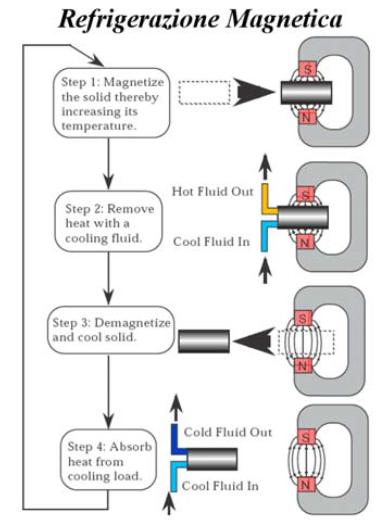 Refrigerazione Magnetica
Step 1: Magnetize
the solid thereby
increasing its
temperature.
S
N
Step 2: Remove
heat with a
cooling fluid.
Hot Fluid Out
Cool Fluid In
S
N
Step 3: Demagnetize
and cool solid.
S
N
Step 4: Absorb
heat from
cooling load.
Cold Fluid Out
Cool Fluid In
S
N